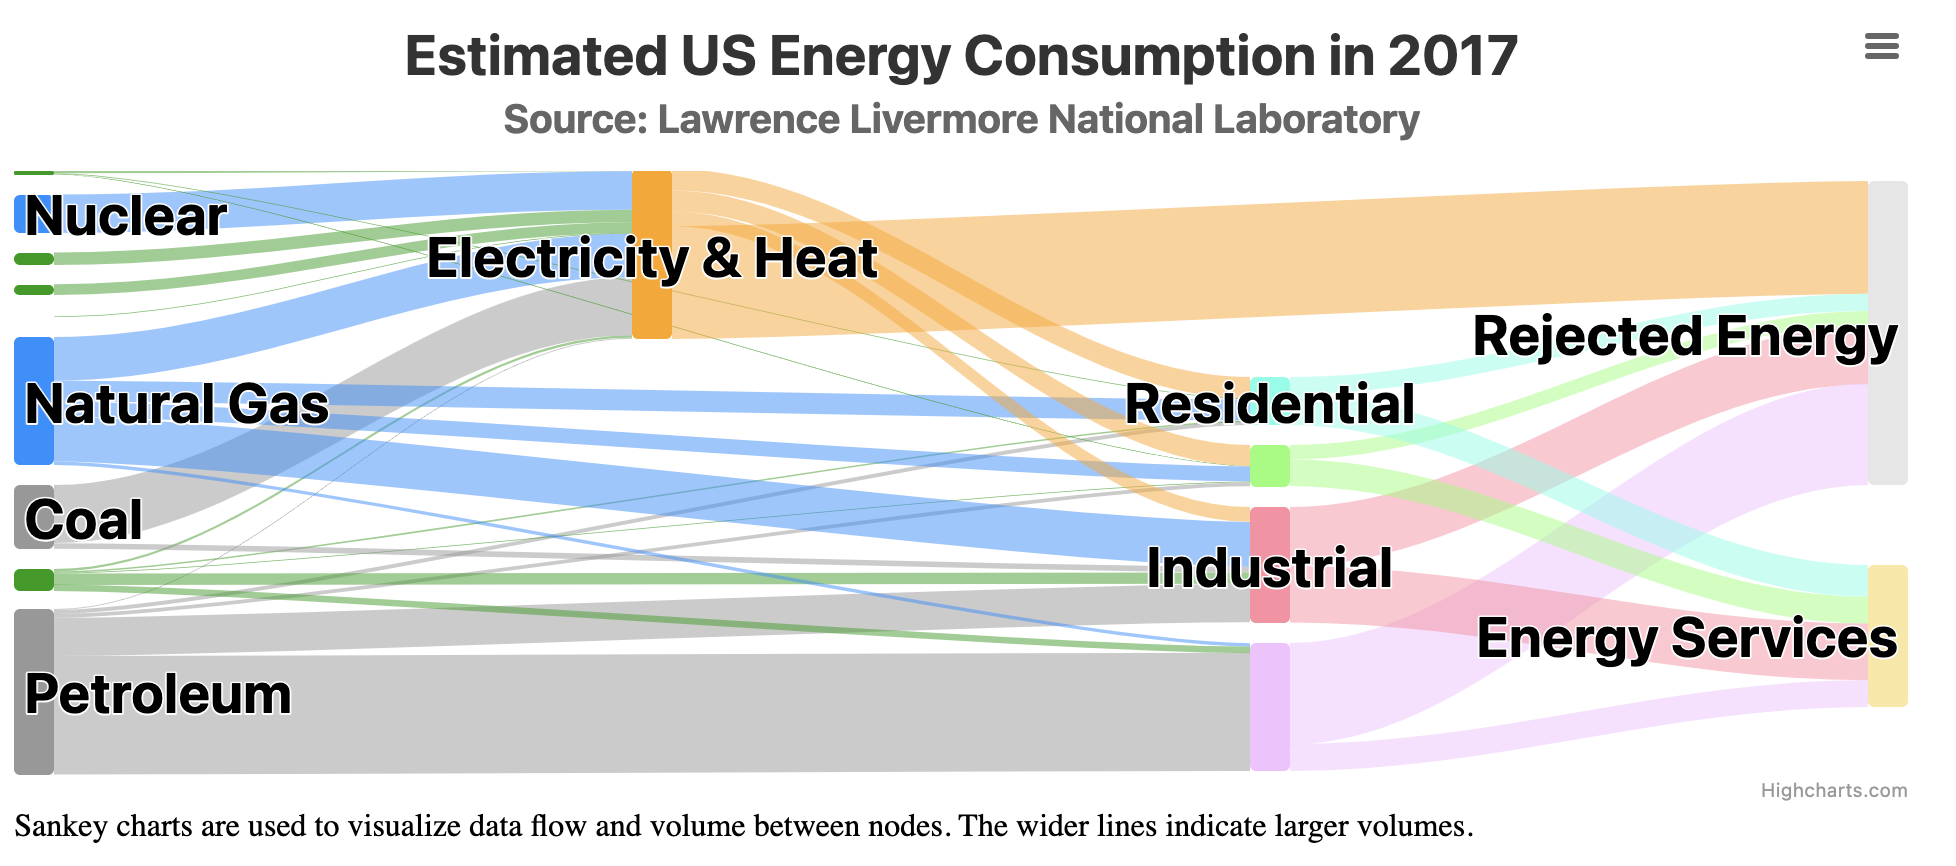 Estimated US Energy Consumption in 2017
Source: Lawrence Livermore National Laboratory
Nuclear
Electricity & Heat
Rejected Energy
Natural Gas
Residential
Coal
Industrial
Energy Services
Petroleum
Highcharts.com
Sankey charts are used to visualize data flow and volume between nodes. The wider lines indicate larger volumes.